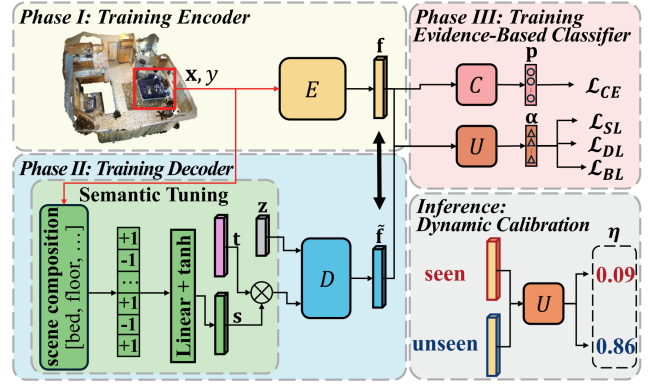 Phase I: Training Encoder
x, y
E
f
Phase II: Training Decoder
Semantic Tuning
scene composition
[bed, floor, ...]
+1
-1
...
+1
-1
+1
Linear + tanh
t
s
z
D
f̃
Phase III: Training
Evidence-Based Classifier
p
C
ℒCE
α
U
ℒSL
ℒDL
ℒBL
Inference:
Dynamic Calibration
η
seen
0.09
U
unseen
0.86